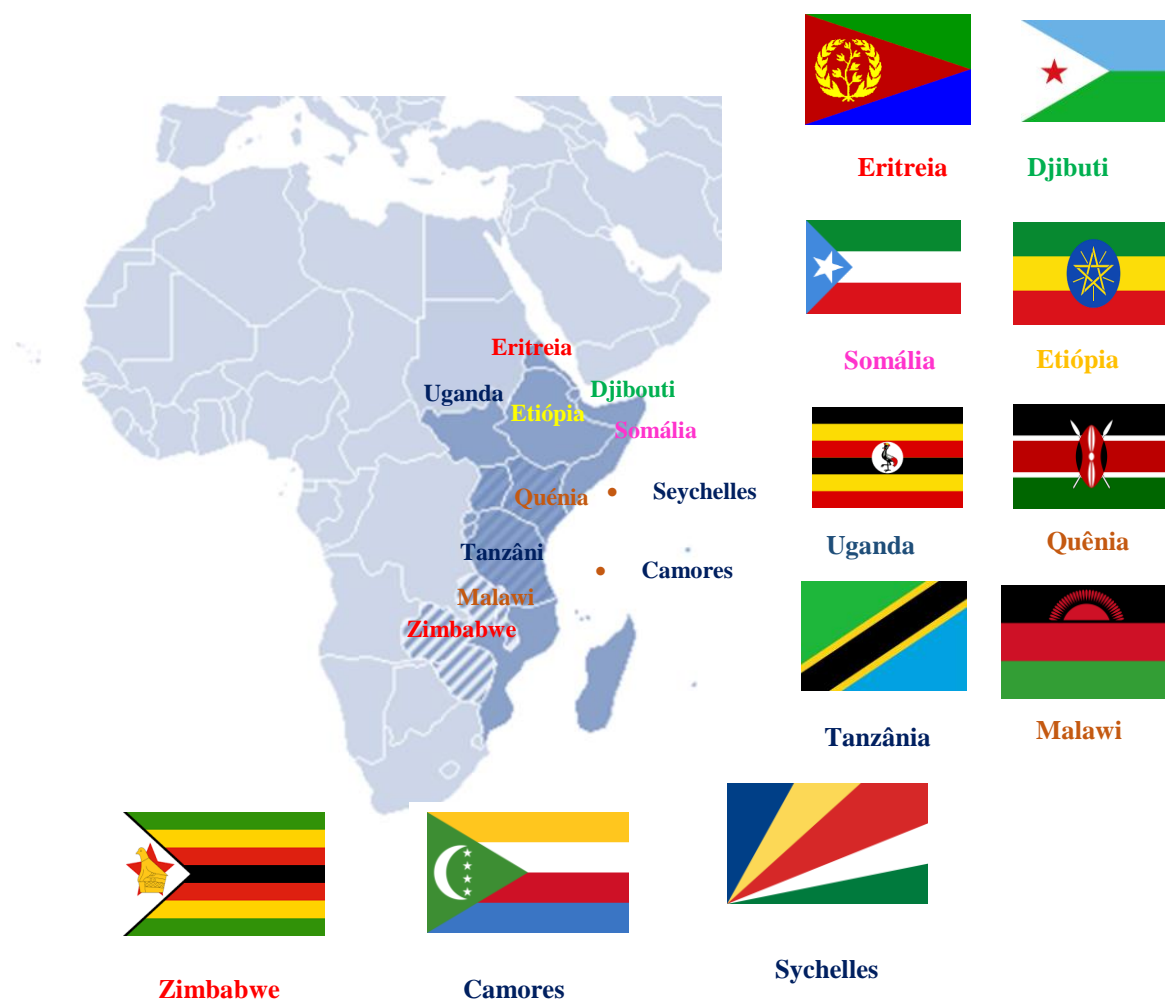 Eritreia
Djibuti
Somália
Etiópia
Uganda
Quênia
Tanzânia
Malawi
Eritreia
Uganda
Djibouti
Etiópia
Somália
Quénia
Seychelles
Tanzâni
Camores
Malawi
Zimbabwe
Zimbabwe
Camores
Sychelles